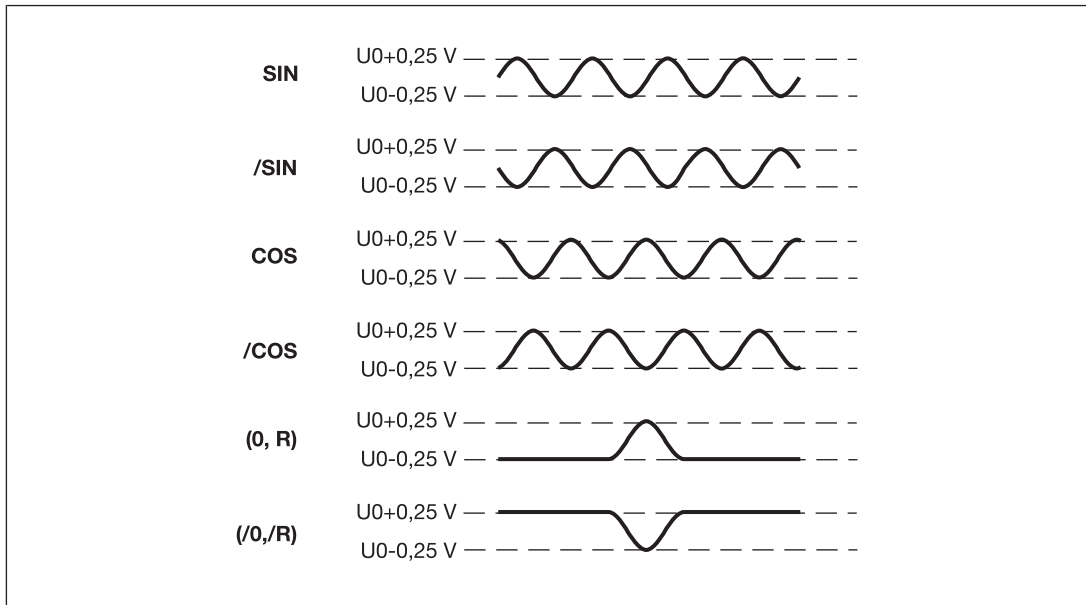 SIN
U0+0,25 V
U0-0,25 V
/SIN
U0+0,25 V
U0-0,25 V
COS
U0+0,25 V
U0-0,25 V
/COS
U0+0,25 V
U0-0,25 V
(0, R)
U0+0,25 V
U0-0,25 V
(/0,/R)
U0+0,25 V
U0-0,25 V